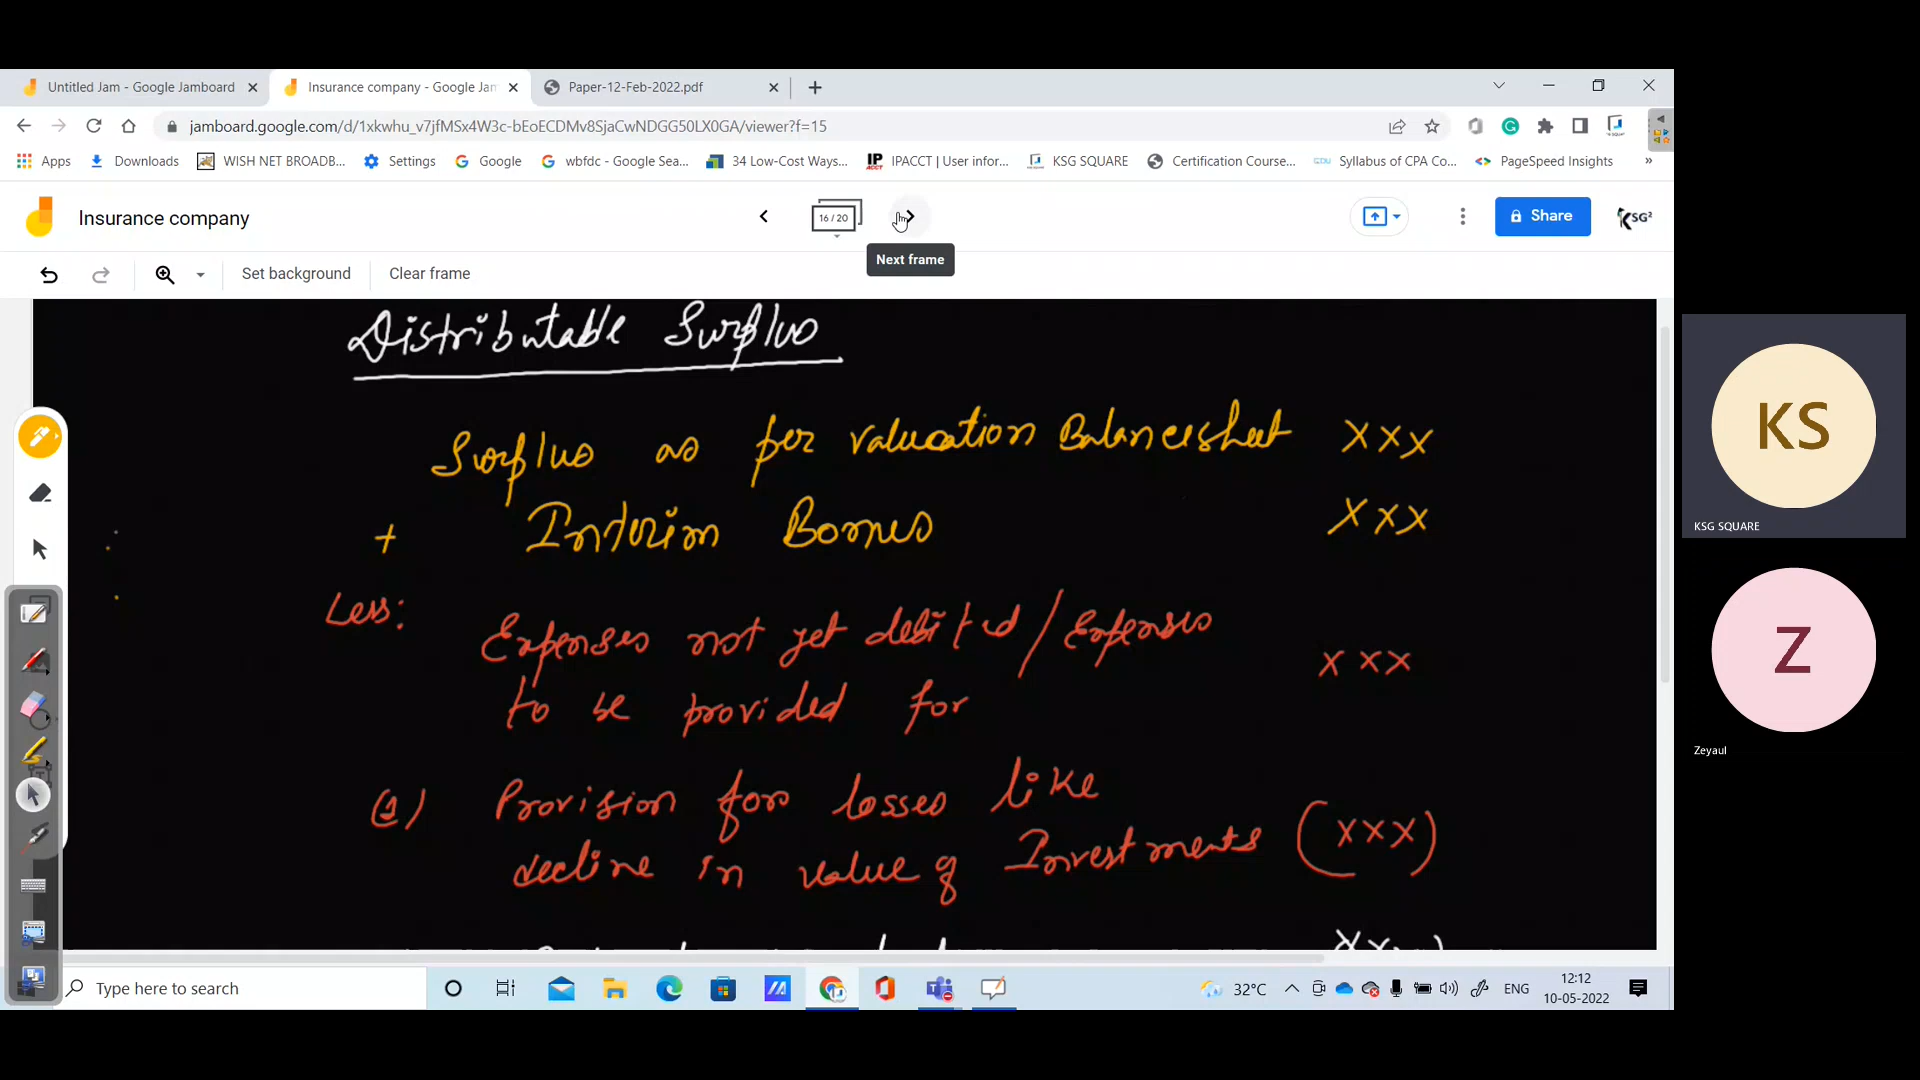 Untitled Jam - Google Jamboard
Insurance company - Google Jam
Paper-12-Feb-2022.pdf
jamboard.google.com/d/1xkwhu_v7jfMSx4W3c-bEoECDMv8SjaCwNDGG50LX0GA/viewer?f=15
Apps Downloads WISH NET BROADB... Settings Google wbfdc - Google Sea... 34 Low-Cost Ways... IPACCT | User infor... KSG SQUARE Certification Course... Syllabus of CPA Co... PageSpeed Insights »
Insurance company
16 / 20
Share
KSG²
Next frame
Set background
Clear frame
Distributable Surplus
Surplus as per valuation Balancesheet XXX
+ Interim Bonus XXX
Less: Expenses not yet debited/Expenses
to be provided for XXX
Provision for losses like
decline in value of Investments (XXX)
KS
KSG SQUARE
Z
Zeyaul
Type here to search
32°C
ENG
12:12
10-05-2022